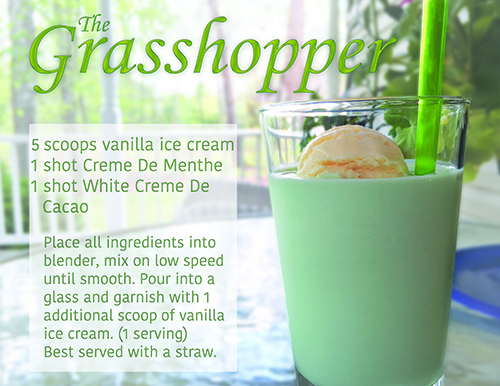 The
Grasshopper
5 scoops vanilla ice cream
1 shot Creme De Menthe
1 shot White Creme De
Cacao
Place all ingredients into
blender, mix on low speed
until smooth. Pour into a
glass and garnish with 1
additional scoop of vanilla
ice cream. (1 serving)
Best served with a straw.